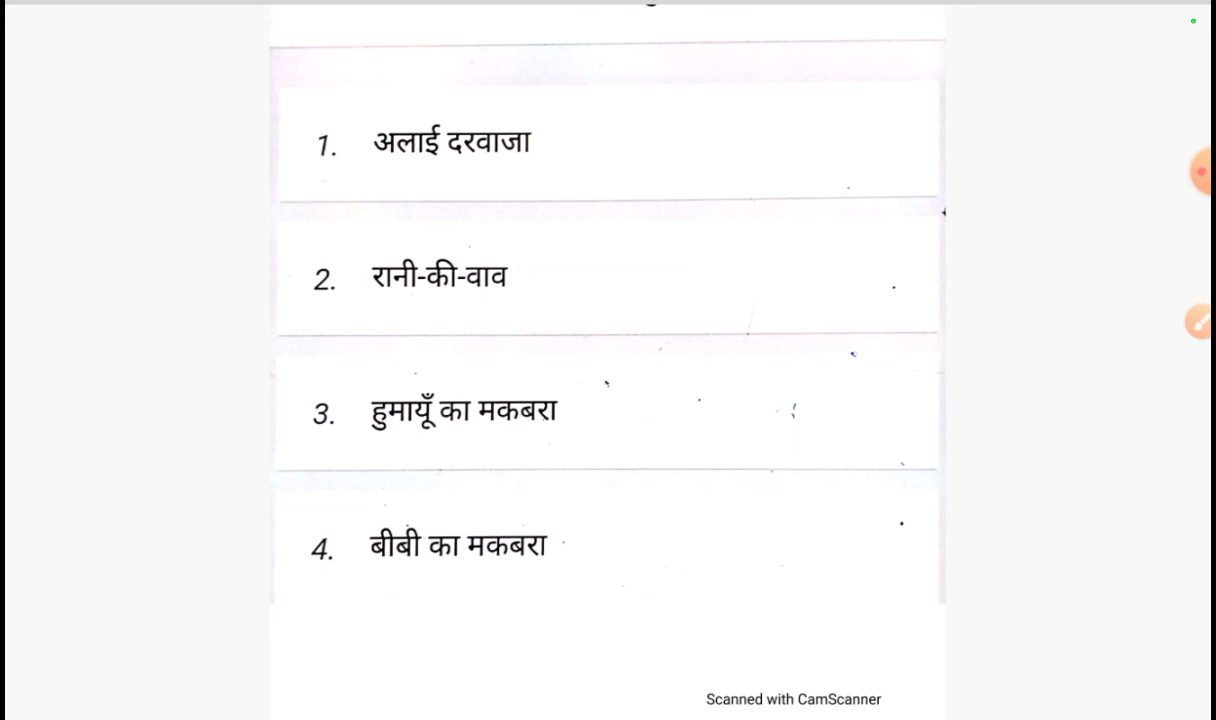 1. अलाई दरवाजा
2. रानी-की-वाव
3. हुमायूँ का मकबरा
4. बीबी का मकबरा
Scanned with CamScanner